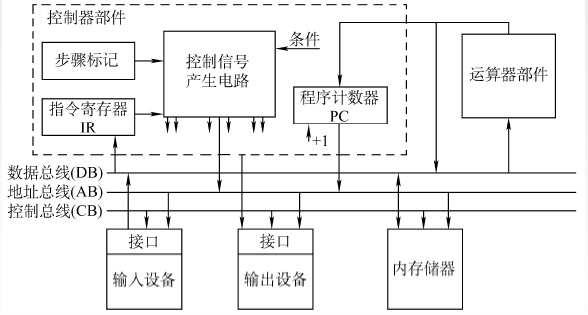 控制器部件
步骤标记
控制信号
产生电路
条件
运算器部件
指令寄存器
IR
程序计数器
PC
+1
数据总线(DB)
地址总线(AB)
控制总线(CB)
接口
输入设备
接口
输出设备
内存储器